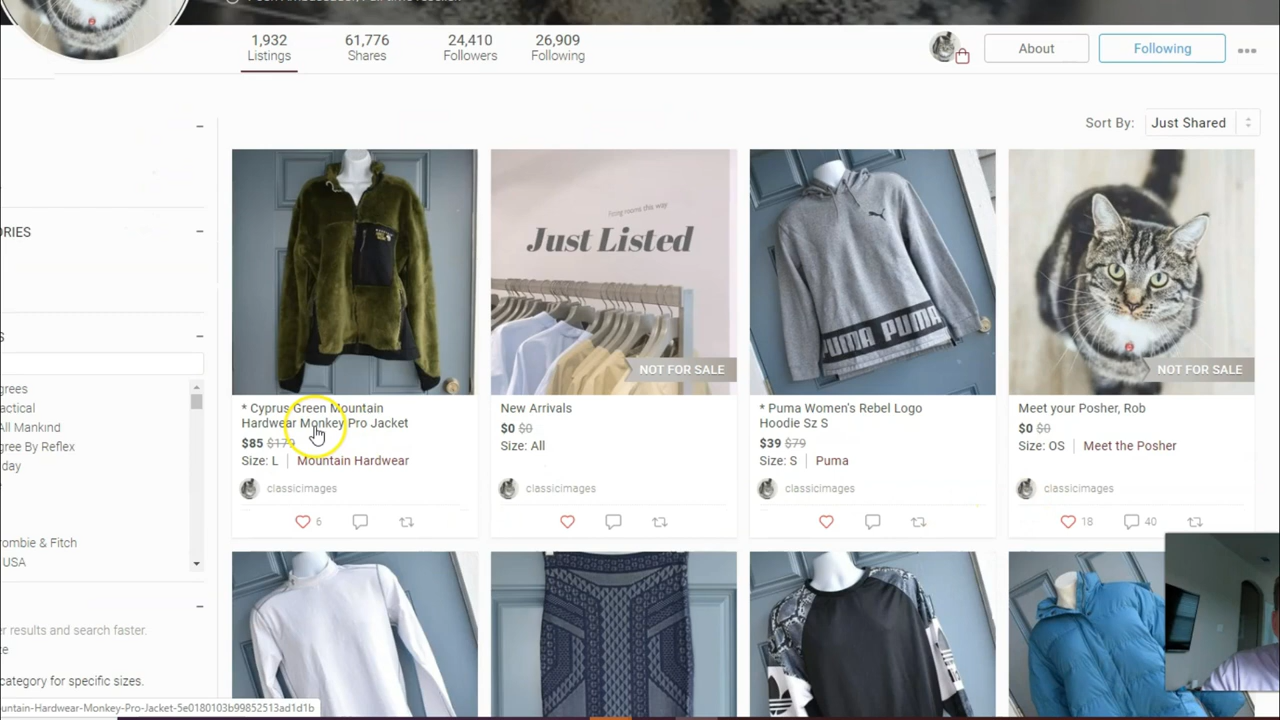 1,932
Listings
61,776
Shares
24,410
Followers
26,909
Following
About
Following
Sort By: Just Shared
ORIES
S
grees
actical
All Mankind
gree By Reflex
day
rombie & Fitch
USA
er results and search faster.
category for specific sizes.
Just Listed
NOT FOR SALE
PUMA PUMA
NOT FOR SALE
* Cyprus Green Mountain
Hardwear Monkey Pro Jacket
$85 $179
Size: L | Mountain Hardwear
classicimages
6
New Arrivals
$0 $0
Size: All
classicimages
* Puma Women's Rebel Logo
Hoodie Sz S
$39 $79
Size: S | Puma
classicimages
Meet your Posher, Rob
$0 $0
Size: OS | Meet the Posher
classicimages
18
40
untain-Hardwear-Monkey-Pro-Jacket-5e0180103b99852513ad1d1b